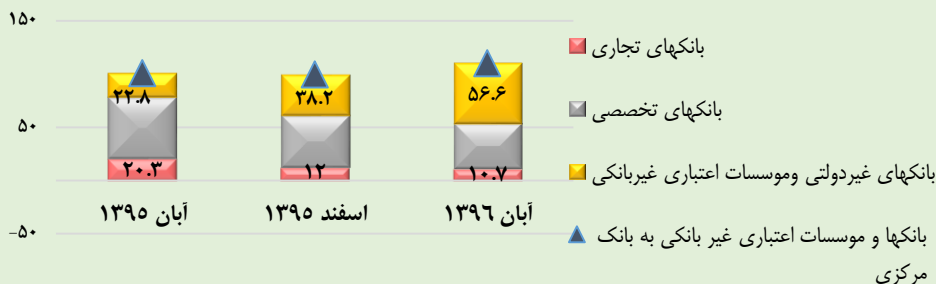 ۱۵۰
۵۰
-۵۰
۲۲.۸
۳۸.۲
۵۶.۶
۲۰.۳
۱۲
۱۰.۷
آبان ۱۳۹۵
اسفند ۱۳۹۵
آبان ۱۳۹۶
بانکهای تجاری
بانکهای تخصصی
بانکهای غیردولتی وموسسات اعتباری غیربانکی
بانکها و موسسات اعتباری غیر بانکی به بانک
مرکزی